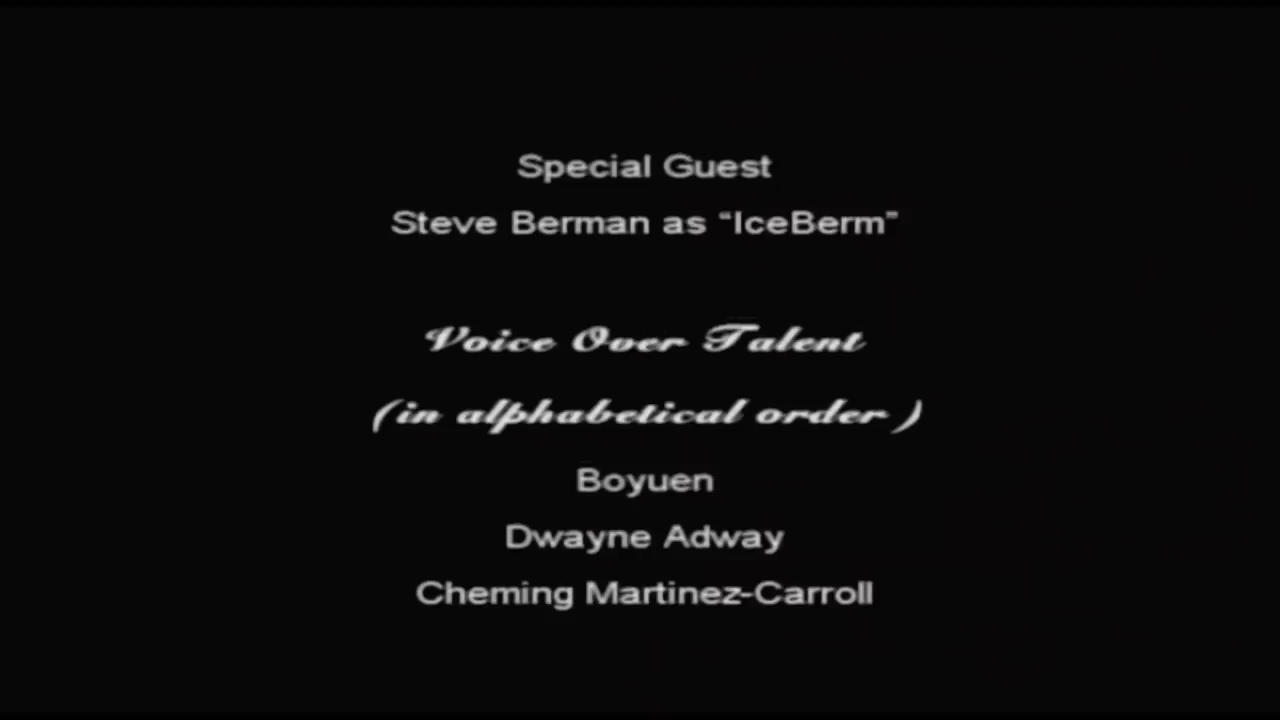 Special Guest
Steve Berman as “IceBerm”
Voice Over Talent
(in alphabetical order )
Boyuen
Dwayne Adway
Cheming Martinez-Carroll